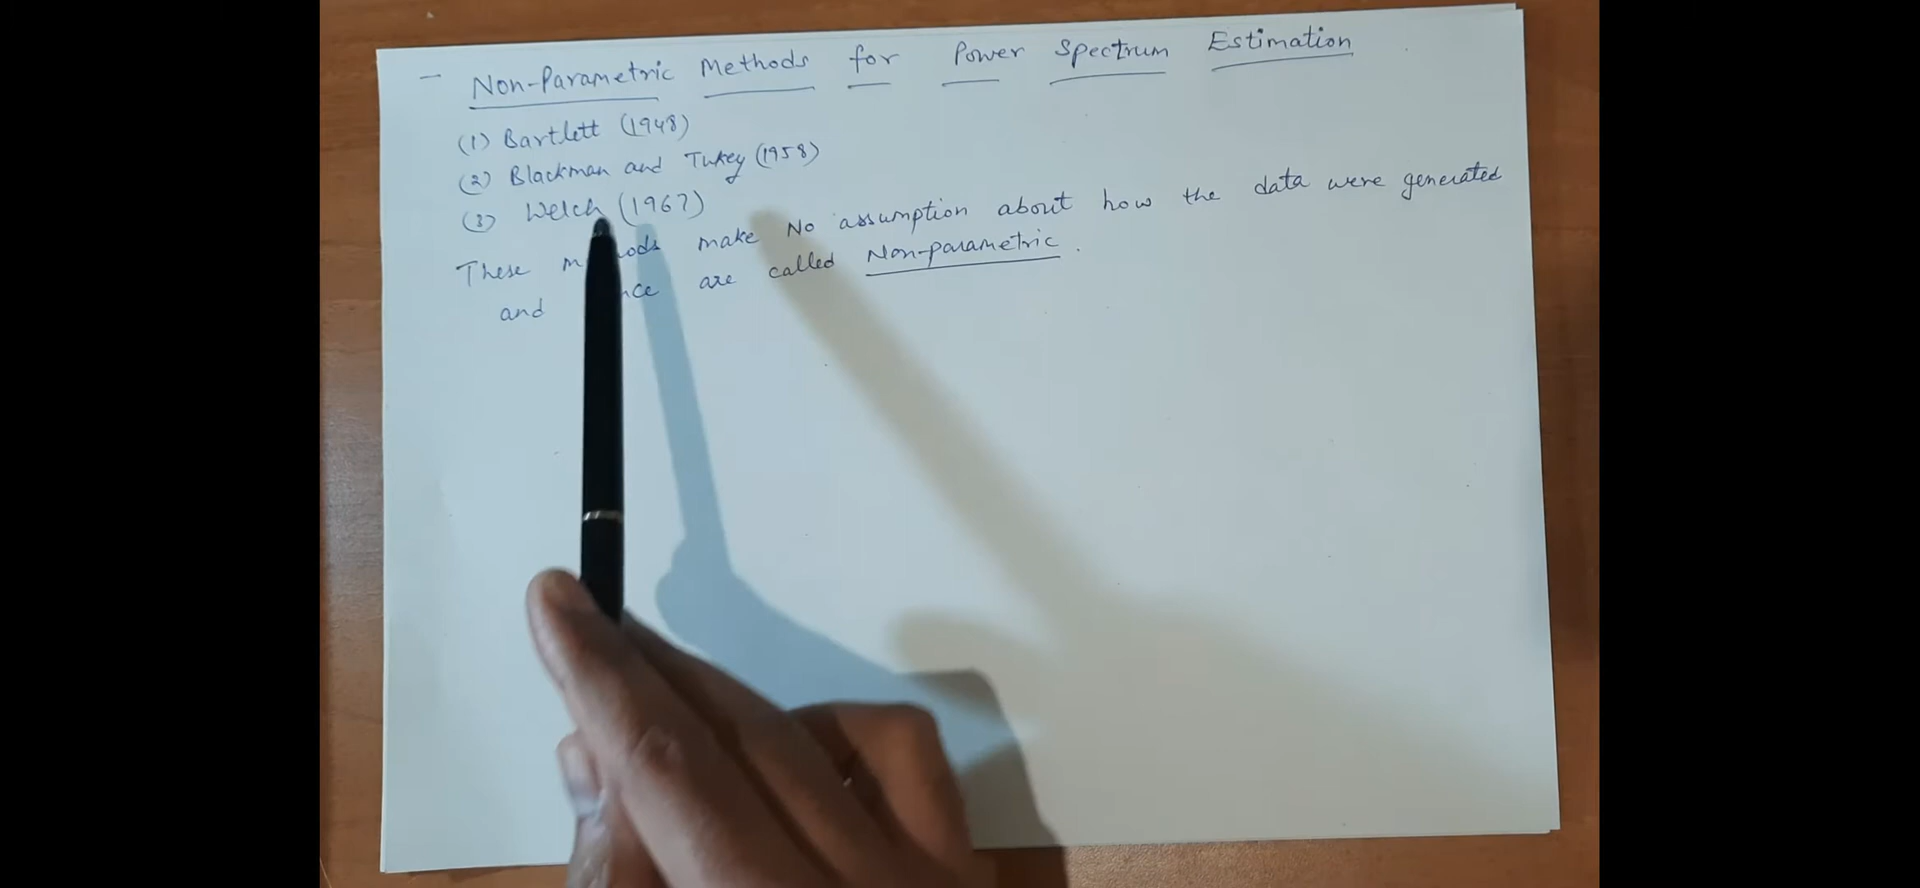 - Non-Parametric Methods for Power Spectrum Estimation
(1) Bartlett (1948)
(2) Blackman and Tukey (1958)
(3) Welch (1967)
These make No assumption about how the data were generated
and are called Non-parametric.